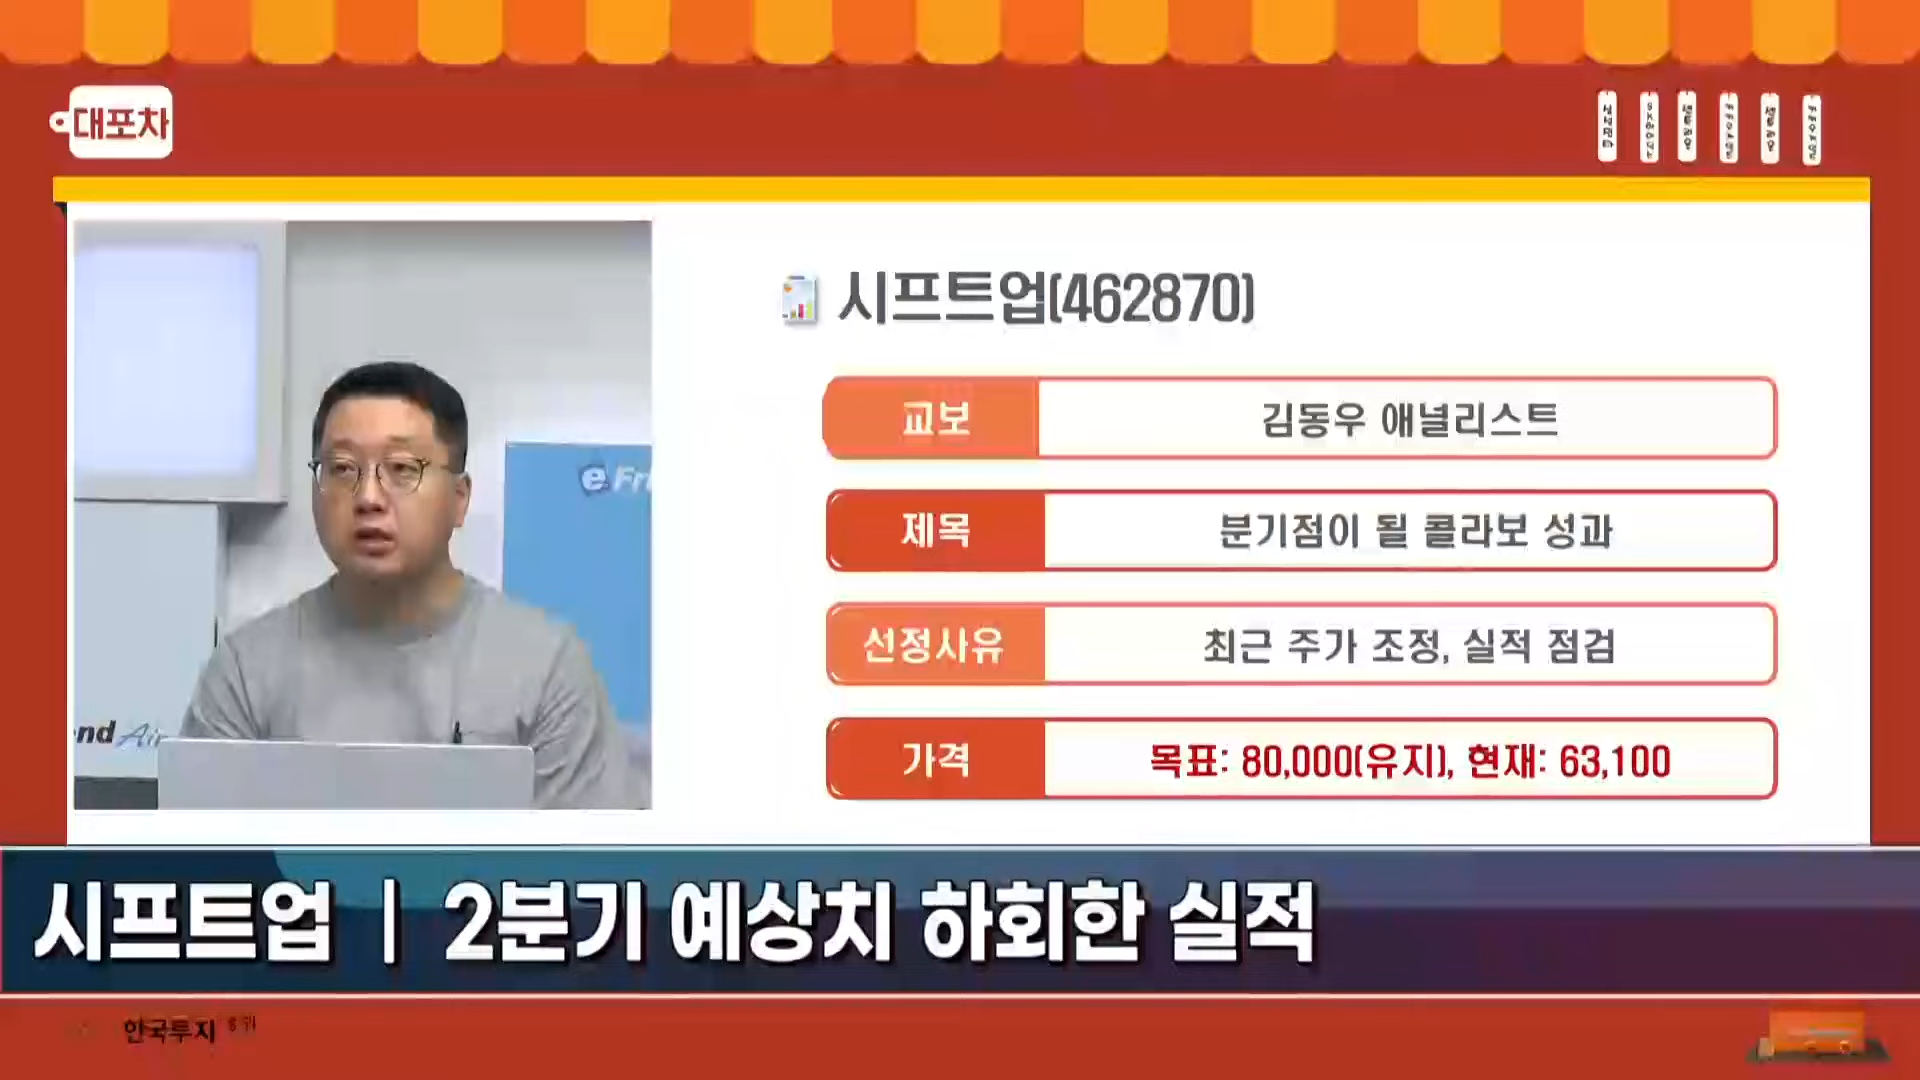 대포차
시프트업(462870)
교보
김동우 애널리스트
제목
분기점이 될 콜라보 성과
선정사유
최근 주가 조정, 실적 점검
가격
목표: 80,000(유지), 현재: 63,100
e Fri
end Air
시프트업 | 2분기 예상치 하회한 실적
한국투자